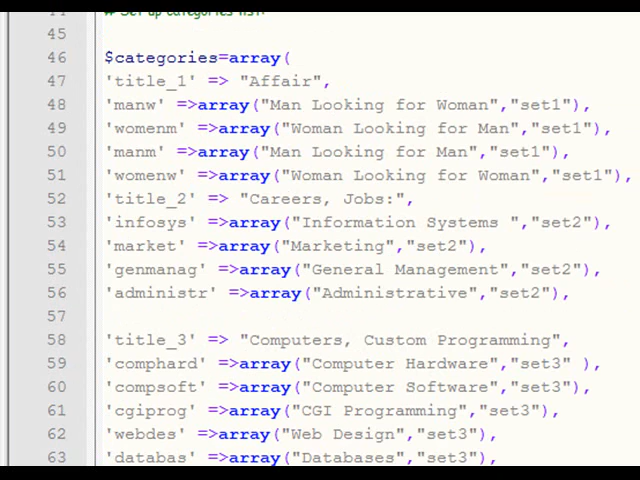 44 ## Set up categories list:
45
46 $categories=array(
47 'title_1' => "Affair",
48 'manw' =>array("Man Looking for Woman","set1"),
49 'womenm' =>array("Woman Looking for Man","set1"),
50 'manm' =>array("Man Looking for Man","set1"),
51 'womenw' =>array("Woman Looking for Woman","set1"),
52 'title_2' => "Careers, Jobs:",
53 'infosys' =>array("Information Systems ","set2"),
54 'market' =>array("Marketing","set2"),
55 'genmanag' =>array("General Management","set2"),
56 'administr' =>array("Administrative","set2"),
57
58 'title_3' => "Computers, Custom Programming",
59 'comphard' =>array("Computer Hardware","set3" ),
60 'compsoft' =>array("Computer Software","set3"),
61 'cgiprog' =>array("CGI Programming","set3"),
62 'webdes' =>array("Web Design","set3"),
63 'databas' =>array("Databases","set3"),